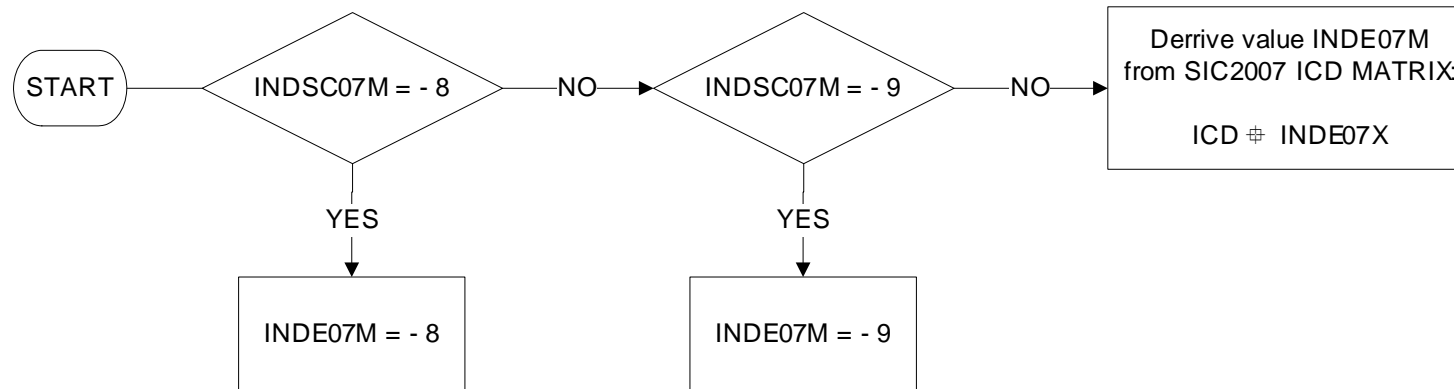 START
INDSC07M = - 8
NO
INDSC07M = - 9
NO
Derrive value INDE07M
from SIC2007 ICD MATRIX:
ICD ⌗ INDE07X
YES
YES
INDE07M = - 8
INDE07M = - 9